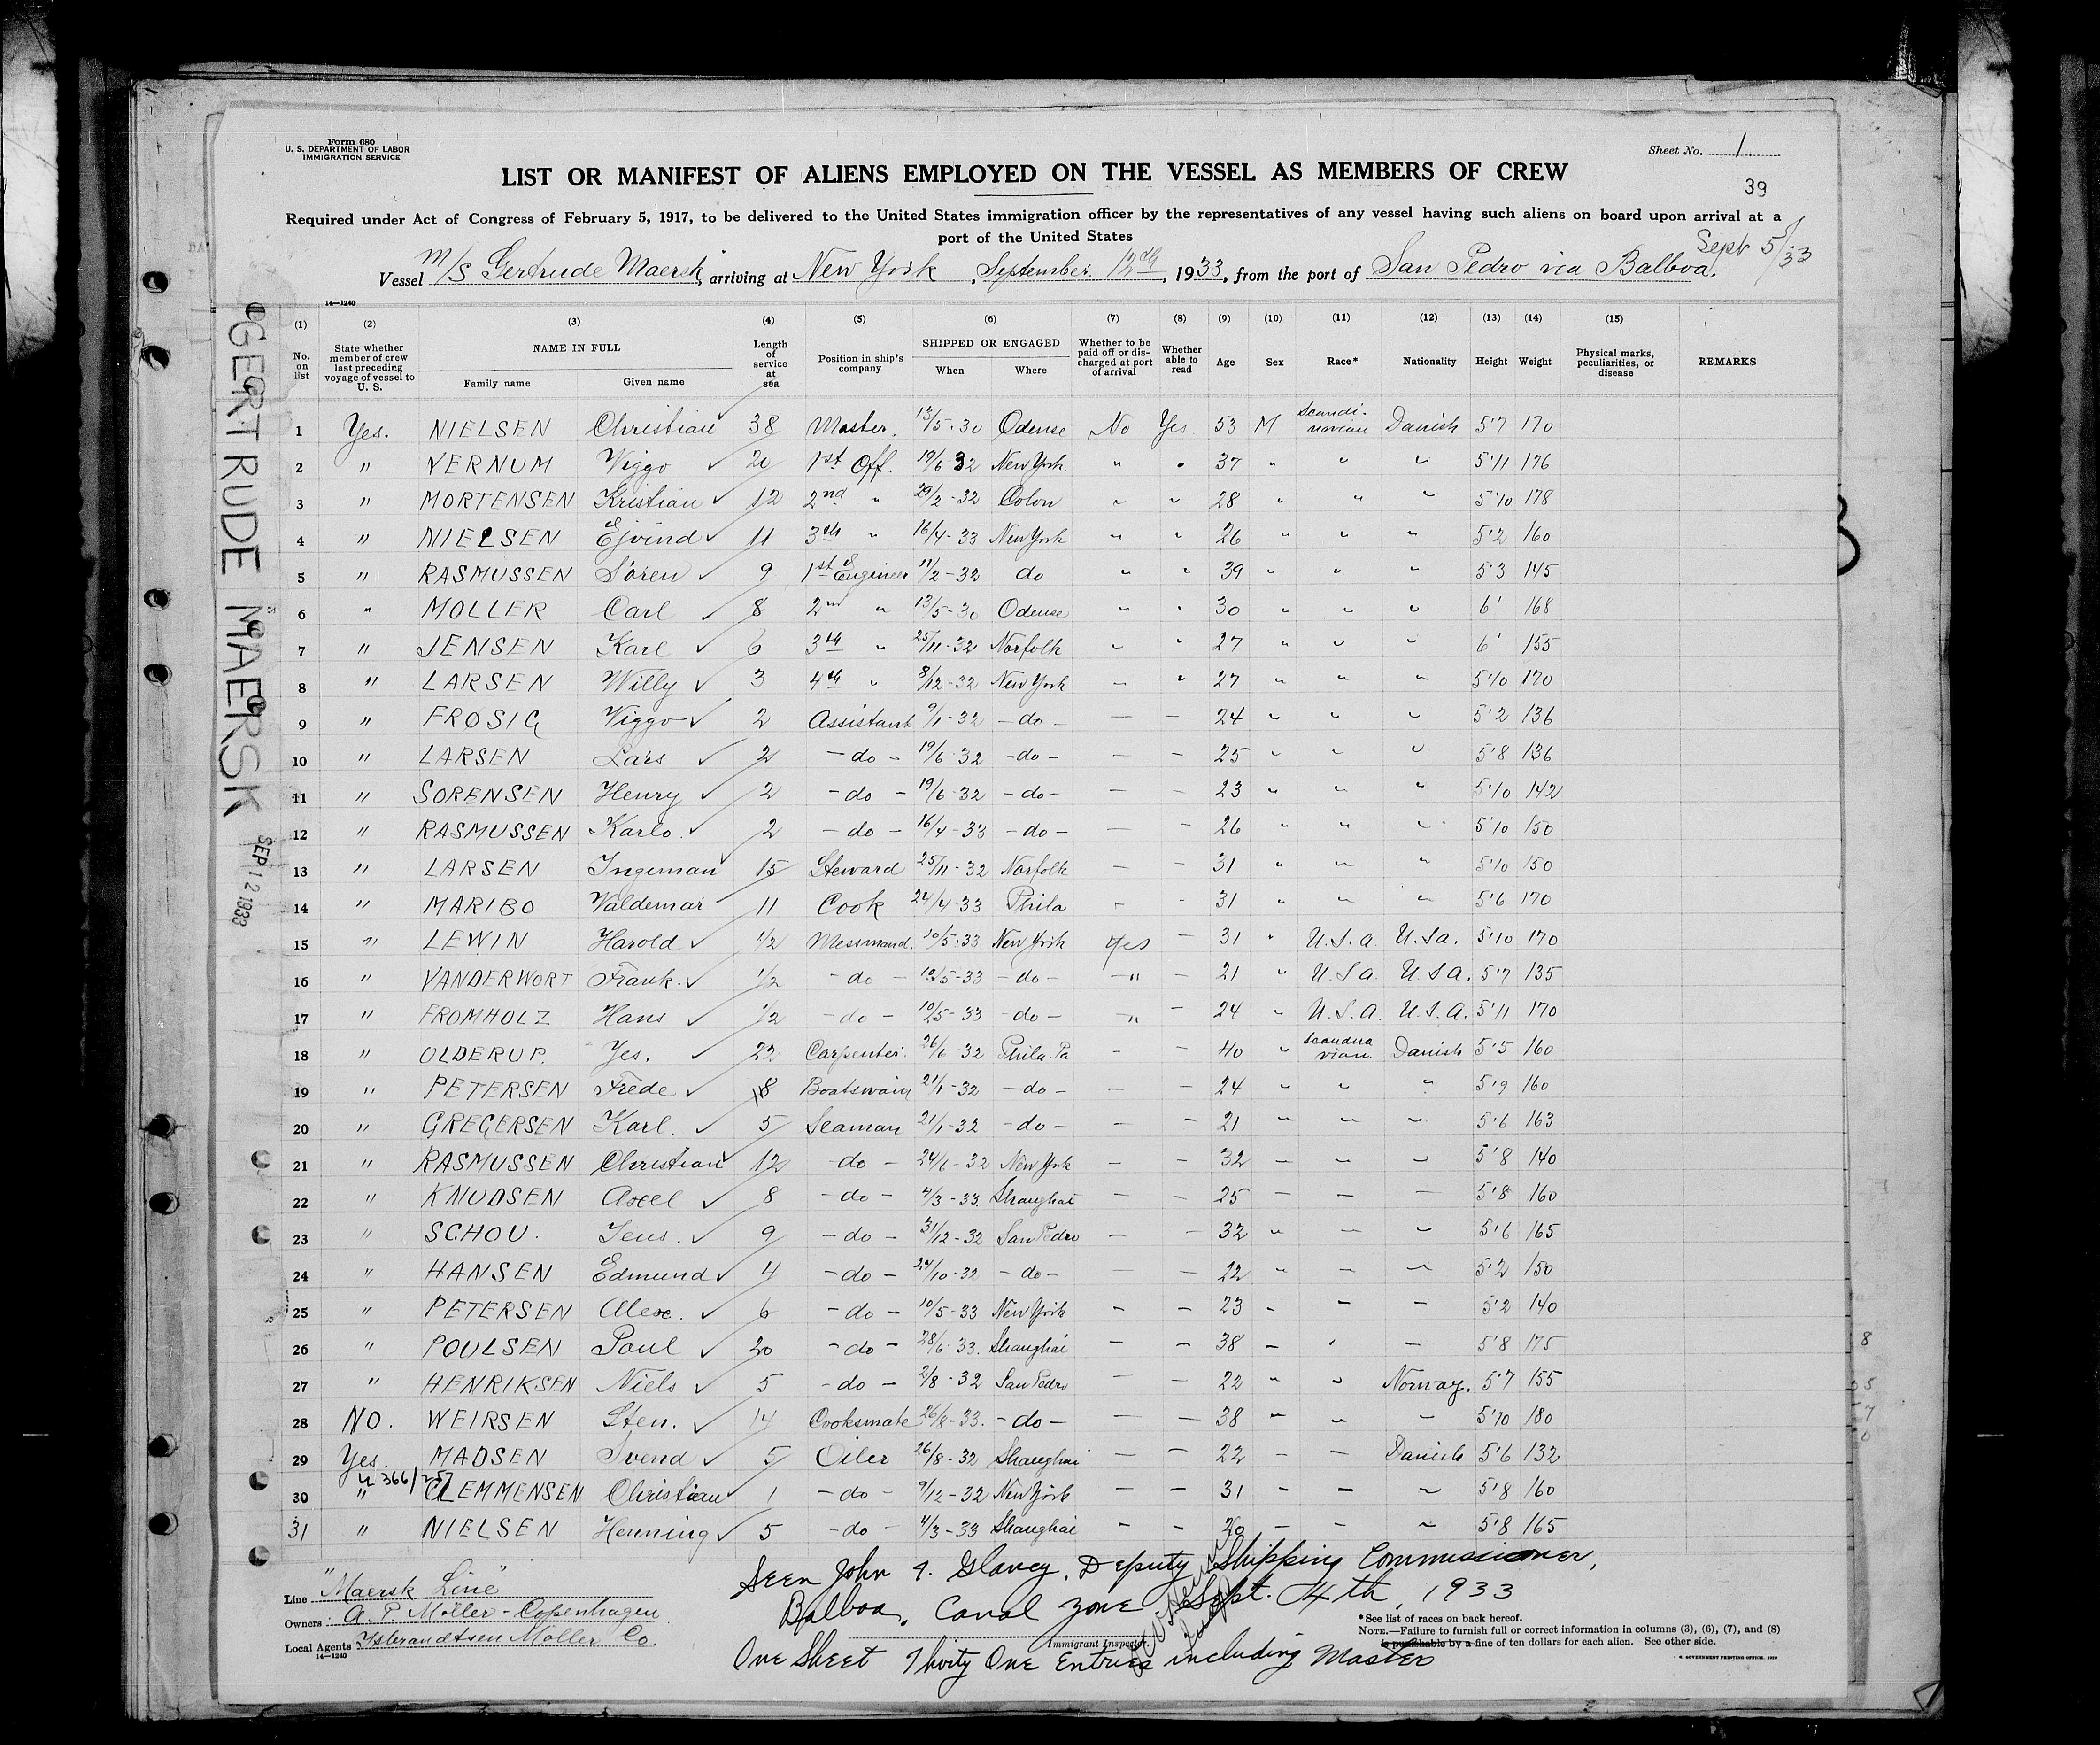 Form 680
U. S. DEPARTMENT OF LABOR
IMMIGRATION SERVICE
Sheet No. 1
LIST OR MANIFEST OF ALIENS EMPLOYED ON THE VESSEL AS MEMBERS OF CREW
39
Required under Act of Congress of February 5, 1917, to be delivered to the United States immigration officer by the representatives of any vessel having such aliens on board upon arrival at a
port of the United States
Sept 5/33
Vessel M/S Gertrude Maersk, arriving at New York, September 12th, 1933, from the port of San Pedro via Balboa.
14—1240
(1) (2) (3) (4) (5) (6) (7) (8) (9) (10) (11) (12) (13) (14) (15)
No. on list State whether member of crew last preceding voyage of vessel to U. S. NAME IN FULL Family name Given name Length of service at sea Position in ship's company SHIPPED OR ENGAGED When Where Whether to be paid off or discharged at port of arrival Whether able to read Age Sex Race* Nationality Height Weight Physical marks, peculiarities, or disease REMARKS
1 Yes. NIELSEN Christian 38 Master. 13/5-30 Odense No Yes 53 M Scandinavian Danish 5'7 170
2 " VERNUM Viggo 20 1st Off. 19/6-32 New York " " 37 " " " 5'11 176
3 " MORTENSEN Kristian 12 2nd " 29/2-32 Colon " " 28 " " " 5'10 178
4 " NIELSEN Ejvind 11 3th " 16/4-33 New York " " 26 " " " 5'2 160
5 " RASMUSSEN Sören 9 1st Engineer 11/2-32 do " " 39 " " " 5'3 145
6 " MOLLER Carl 8 2nd " 13/5-30 Odense " " 30 " " " 6' 168
7 " JENSEN Karl 6 3th " 25/11-32 Norfolk " " 27 " " " 6' 155
8 " LARSEN Willy 3 4th " 8/12-32 New York " " 27 " " " 5'10 170
9 " FROSIG Viggo 2 Assistant 9/1-32 -do- — — 24 " " " 5'2 136
10 " LARSEN Lars 2 -do- 19/6-32 -do- — — 25 " " " 5'8 136
11 " SORENSEN Henry 2 -do- 19/6-32 -do- — — 23 " " " 5'10 142
12 " RASMUSSEN Karlo. 2 -do- 16/4-33 -do- — — 26 " " " 5'10 150
13 " LARSEN Ingeman 15 Steward 25/11-32 Norfolk — — 31 " " " 5'10 150
14 " MARIBO Valdemar 11 Cook 24/4-33 Phila - - 31 " " " 5'6 170
15 " LEWIN Harold 1/2 Messmand. 10/5-33 New York Yes — 31 " U.S.a. U.S.a. 5'10 170
16 " VANDERWORT Frank. 1/2 -do- 10/5-33 -do- -"- — 21 " U.S.a. U.S.A. 5'7 135
17 " FROMHOLZ Hans 1/2 -do- 10/5-33 -do- -"- — 24 " U.S.A. U.S.A. 5'11 170
18 " OLDERUP. Yes. 22 Carpenter. 26/6-32 Phila. Pa - - 40 " Scandnavian Danish 5'5 160
19 " PETERSEN Frede 8 Boatswain 21/1-32 -do- — — 24 " " " 5'9 160
20 " GREGERSEN Karl. 5 Seaman 21/1-32 -do- — — 21 " " " 5'6 163
21 " RASMUSSEN Christian 12 -do- 24/6-32 New York — — 32 — — — 5'8 140
22 " KNUDSEN Axel 8 -do- 4/3-33. Shanghai — — 25 — — — 5'8 160
23 " SCHOU. Jens. 9 -do- 31/12-32 San Pedro — — 32 " — — 5'6 165
24 " HANSEN Edmund 4 -do- 24/10-32 -do- — — 22 " — — 5'2 150
25 " PETERSEN Alex. 6 -do- 10/5-33 New York — — 23 - — — 5'2 140
26 " POULSEN Poul 20 -do- 28/6-33. Shanghai — — 38 — ' — 5'8 175
27 " HENRIKSEN Niels 5 -do- 2/8-32 San Pedro — — 22 " " Norway. 5'7 155
28 NO. WEIRSEN Sten. 14 Cooksmate 26/8-33. -do- — — 38 " " " 5'10 180
29 Yes. MADSEN Svend 5 Oiler 26/8-32 Shanghai — — 22 — — Danish 5'6 132
30 " CLEMMENSEN Christian 1 -do- 9/12-32 New York — — 31 — — — 5'8 160
31 " NIELSEN Henning 5 -do- 4/3-33 Shanghai — — 20 — — — 5'8 165
GERTRUDE MAERSK
SEP 12 1933
Seen John J. Glavey, Deputy Shipping Commissioner,
Balboa, Canal Zone Sept. 4th, 1933
Line "Maersk Line"
Owners A. P. Möller - Copenhagen
Local Agents Isbrandtsen Moller Co.
14—1240
Immigrant Inspector.
One Sheet Thirty One Entries including Master
*See list of races on back hereof.
NOTE.—Failure to furnish full or correct information in columns (3), (6), (7), and (8)
is punishable by a fine of ten dollars for each alien. See other side.